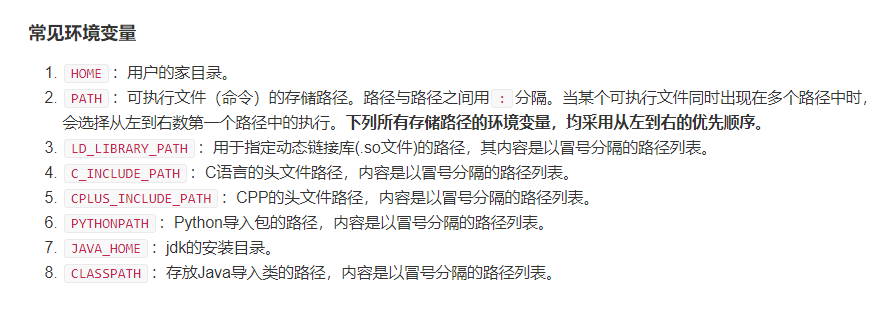 常见环境变量
1. HOME：用户的家目录。
2. PATH：可执行文件（命令）的存储路径。路径与路径之间用:分隔。当某个可执行文件同时出现在多个路径中时，
会选择从左到右数第一个路径中的执行。下列所有存储路径的环境变量，均采用从左到右的优先顺序。
3. LD_LIBRARY_PATH：用于指定动态链接库(.so文件)的路径，其内容是以冒号分隔的路径列表。
4. C_INCLUDE_PATH：C语言的头文件路径，内容是以冒号分隔的路径列表。
5. CPLUS_INCLUDE_PATH：CPP的头文件路径，内容是以冒号分隔的路径列表。
6. PYTHONPATH：Python导入包的路径，内容是以冒号分隔的路径列表。
7. JAVA_HOME：jdk的安装目录。
8. CLASSPATH：存放Java导入类的路径，内容是以冒号分隔的路径列表。